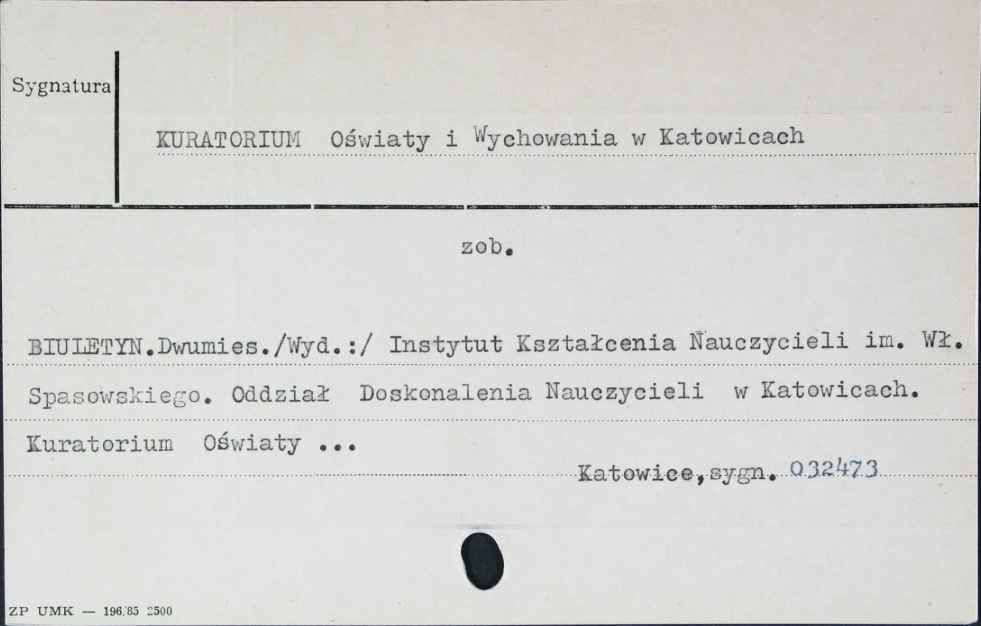 Sygnatura
KURATORIUM Oświaty i Wychowania w Katowicach
zob.
BIULETYN.Dwumies./Wyd.:/ Instytut Kształcenia Nauczycieli im. Wł.
Spasowskiego. Oddział Doskonalenia Nauczycieli w Katowicach.
Kuratorium Oświaty ...
Katowice,sygn. 032473
ZP UMK — 196/85 2500